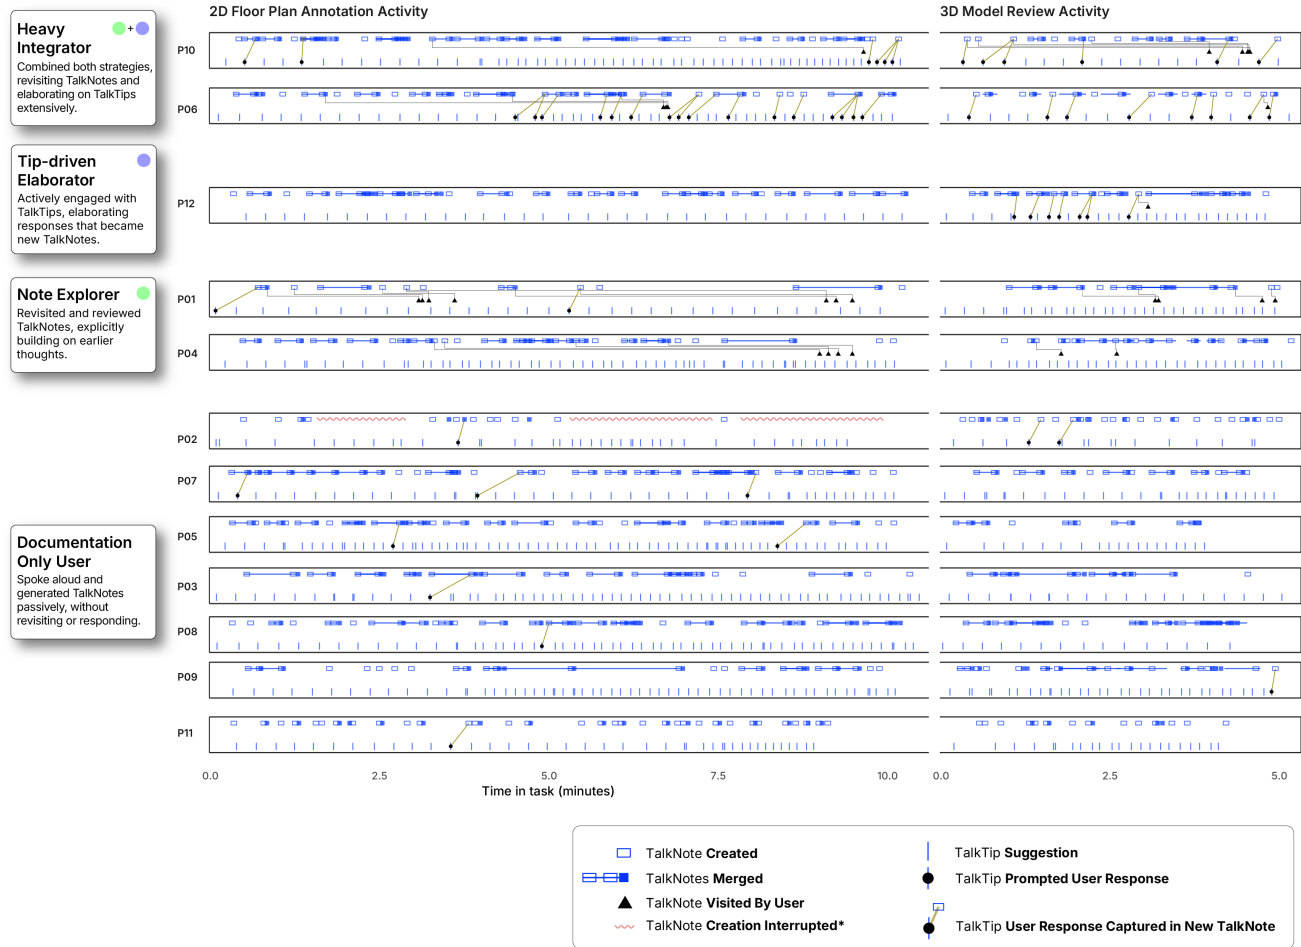 2D Floor Plan Annotation Activity
3D Model Review Activity
Heavy
Integrator
+
Combined both strategies,
revisiting TalkNotes and
elaborating on TalkTips
extensively.
P10
P06
Tip-driven
Elaborator
Actively engaged with
TalkTips, elaborating
responses that became
new TalkNotes.
P12
Note Explorer
Revisited and reviewed
TalkNotes, explicitly
building on earlier
thoughts.
P01
P04
P02
P07
Documentation
Only User
Spoke aloud and
generated TalkNotes
passively, without
revisiting or responding.
P05
P03
P08
P09
P11
0.0 2.5 5.0 7.5 10.0 0.0 2.5 5.0
Time in task (minutes)
TalkNote Created
TalkNotes Merged
TalkNote Visited By User
TalkNote Creation Interrupted*
TalkTip Suggestion
TalkTip Prompted User Response
TalkTip User Response Captured in New TalkNote